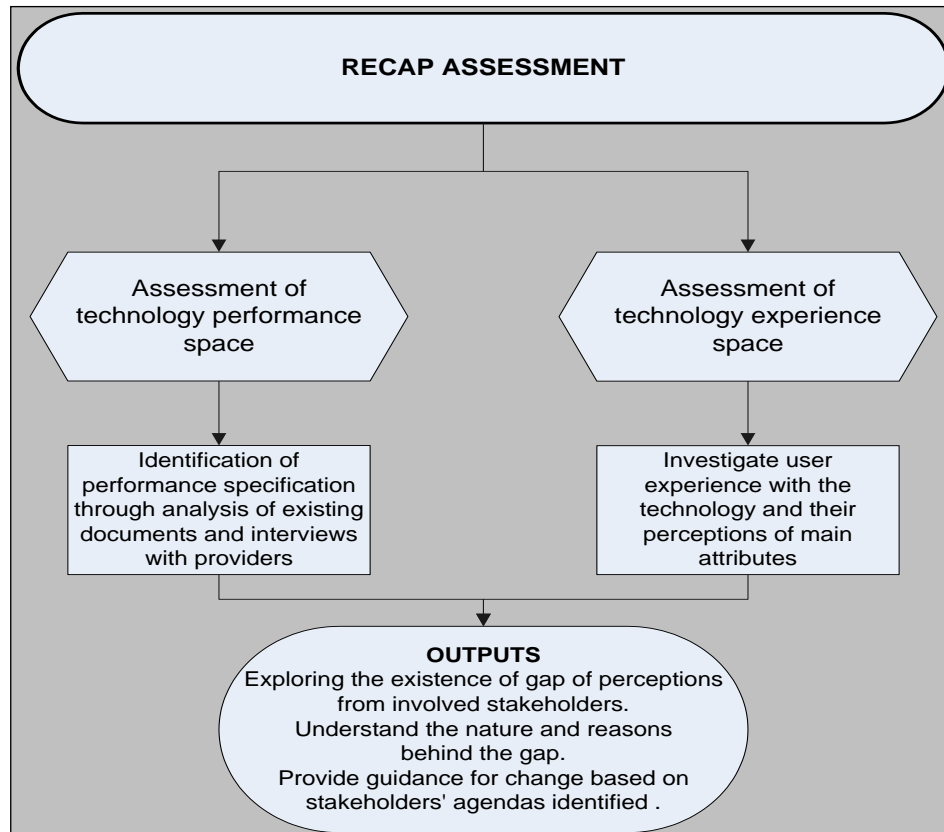 RECAP ASSESSMENT
Assessment of
technology performance
space
Assessment of
technology experience
space
Identification of
performance specification
through analysis of existing
documents and interviews
with providers
Investigate user
experience with the
technology and their
perceptions of main
attributes
OUTPUTS
Exploring the existence of gap of perceptions
from involved stakeholders.
Understand the nature and reasons
behind the gap.
Provide guidance for change based on
stakeholders' agendas identified .